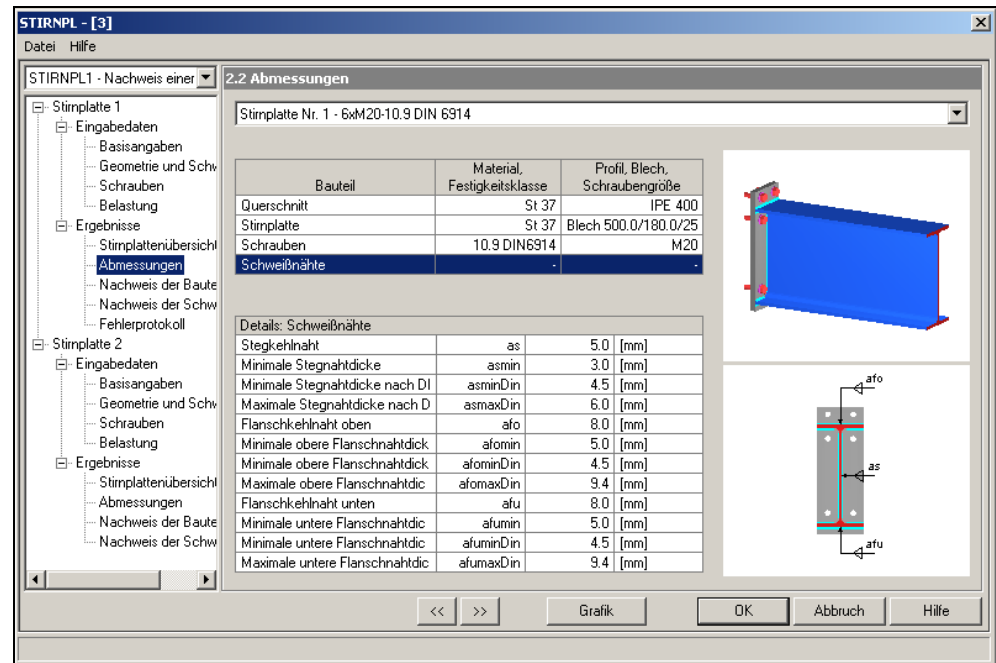 STIRNPL - [3]
Datei Hilfe
STIRNPL1 - Nachweis einer
Stirnplatte 1
Eingabedaten
Basisangaben
Geometrie und Schw
Schrauben
Belastung
Ergebnisse
Stirnplattenübersicht
Abmessungen
Nachweis der Baute
Nachweis der Schw
Fehlerprotokoll
Stirnplatte 2
Eingabedaten
Basisangaben
Geometrie und Schw
Schrauben
Belastung
Ergebnisse
Stirnplattenübersicht
Abmessungen
Nachweis der Baute
Nachweis der Schw
2.2 Abmessungen
Stirnplatte Nr. 1 - 6xM20-10.9 DIN 6914
Bauteil Material, Festigkeitsklasse Profil, Blech, Schraubengröße
Querschnitt St 37 IPE 400
Stirnplatte St 37 Blech 500.0/180.0/25
Schrauben 10.9 DIN6914 M20
Schweißnähte - -
Details: Schweißnähte
Stegkehlnaht as 5.0 [mm]
Minimale Stegnahtdicke asmin 3.0 [mm]
Minimale Stegnahtdicke nach DI asminDin 4.5 [mm]
Maximale Stegnahtdicke nach D asmaxDin 6.0 [mm]
Flanschkehlnaht oben afo 8.0 [mm]
Minimale obere Flanschnahtdick afomin 5.0 [mm]
Minimale obere Flanschnahtdick afominDin 4.5 [mm]
Maximale obere Flanschnahtdic afomaxDin 9.4 [mm]
Flanschkehlnaht unten afu 8.0 [mm]
Minimale untere Flanschnahtdic afumin 5.0 [mm]
Minimale untere Flanschnahtdic afuminDin 4.5 [mm]
Maximale untere Flanschnahtdic afumaxDin 9.4 [mm]
afo
as
afu
<< >> Grafik OK Abbruch Hilfe